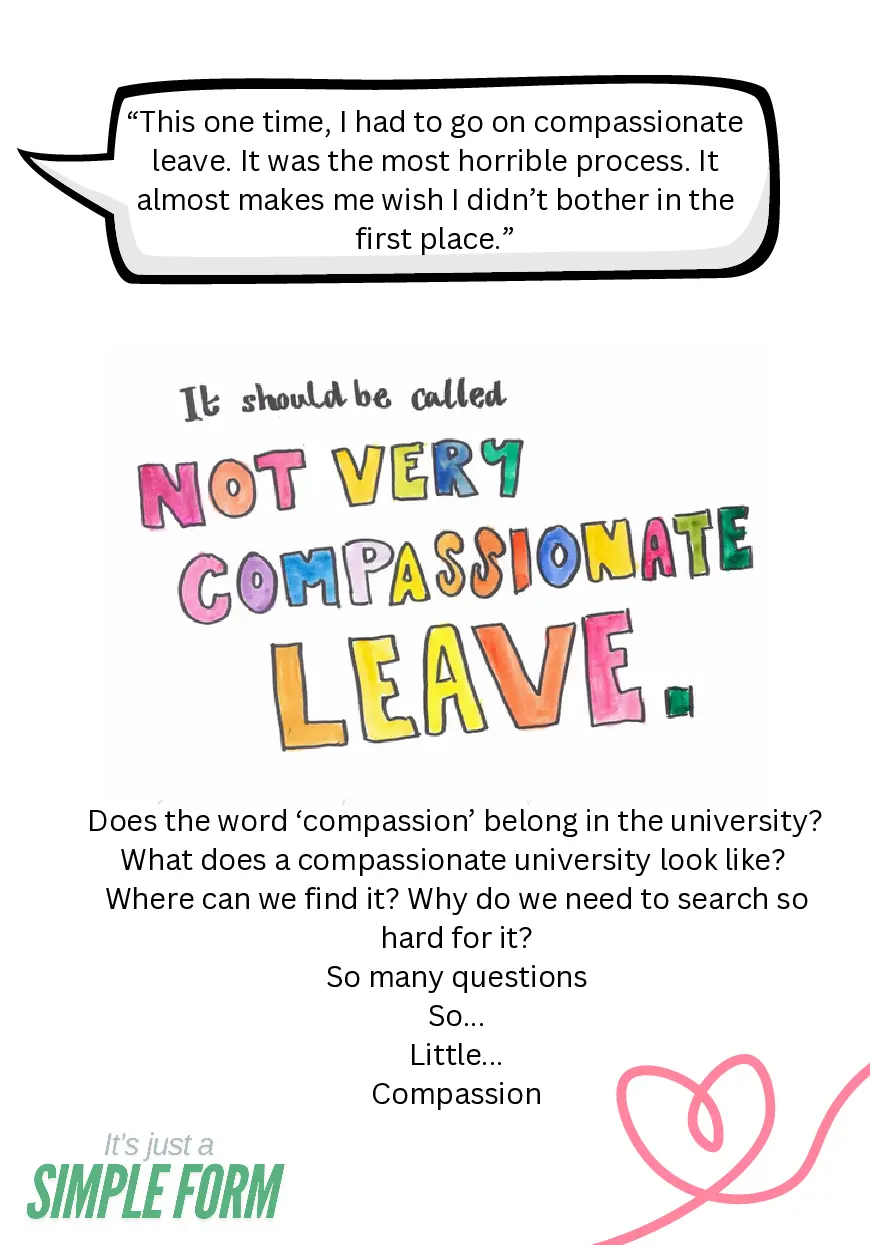 “This one time, I had to go on compassionate
leave. It was the most horrible process. It
almost makes me wish I didn’t bother in the
first place.”
It should be called
NOT VERY
COMPASSIONATE
LEAVE.
Does the word ‘compassion’ belong in the university?
What does a compassionate university look like?
Where can we find it? Why do we need to search so
hard for it?
So many questions
So...
Little...
Compassion
It’s just a
SIMPLE FORM